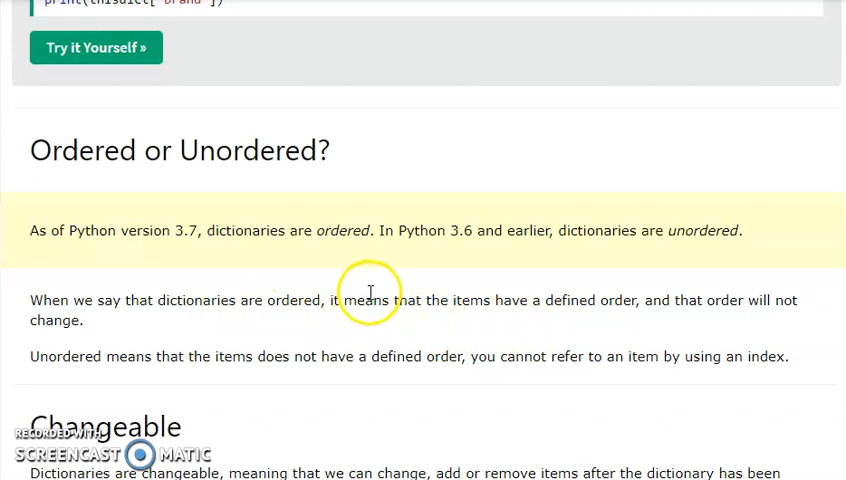 print(thisdict["brand"])
Try it Yourself »
Ordered or Unordered?
As of Python version 3.7, dictionaries are ordered. In Python 3.6 and earlier, dictionaries are unordered.
When we say that dictionaries are ordered, it means that the items have a defined order, and that order will not
change.
Unordered means that the items does not have a defined order, you cannot refer to an item by using an index.
Changeable
RECORDED WITH
SCREENCAST MATIC
Dictionaries are changeable, meaning that we can change, add or remove items after the dictionary has been